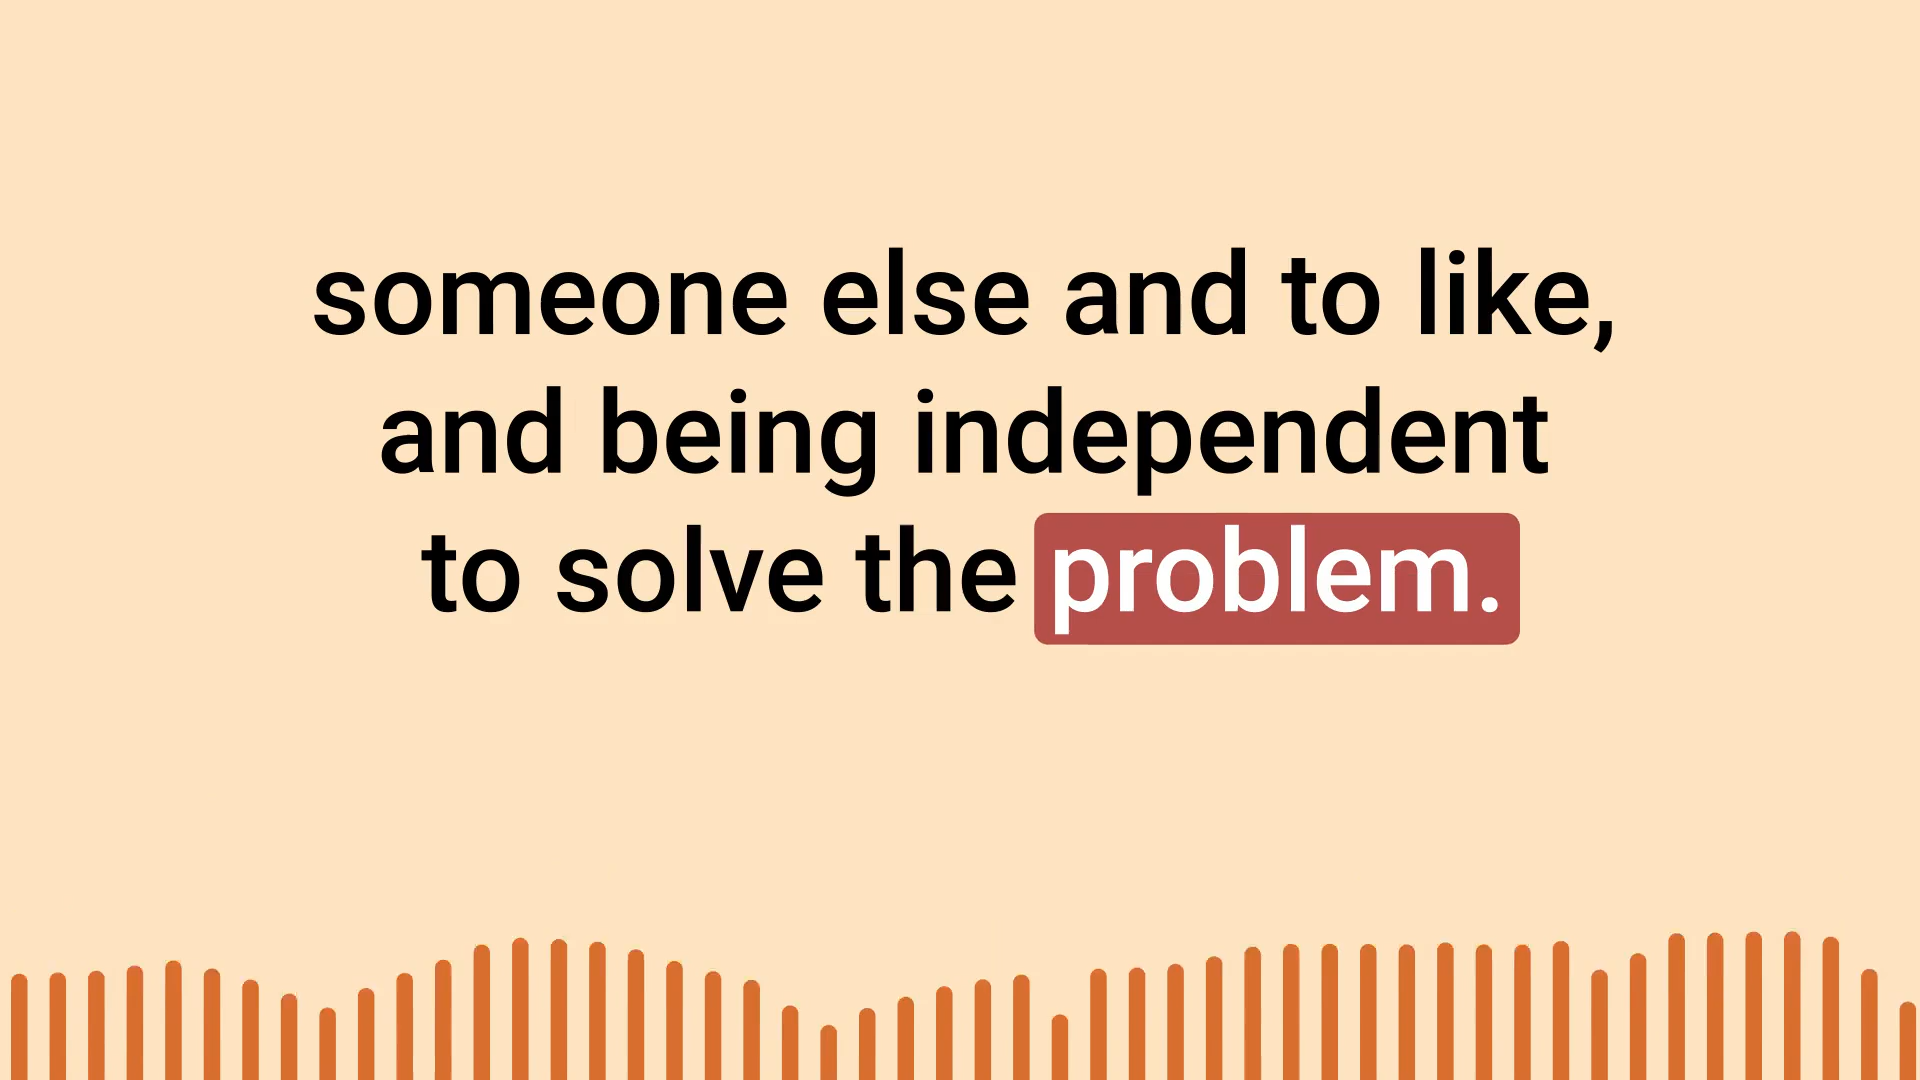 someone else and to like,
and being independent
to solve the problem.